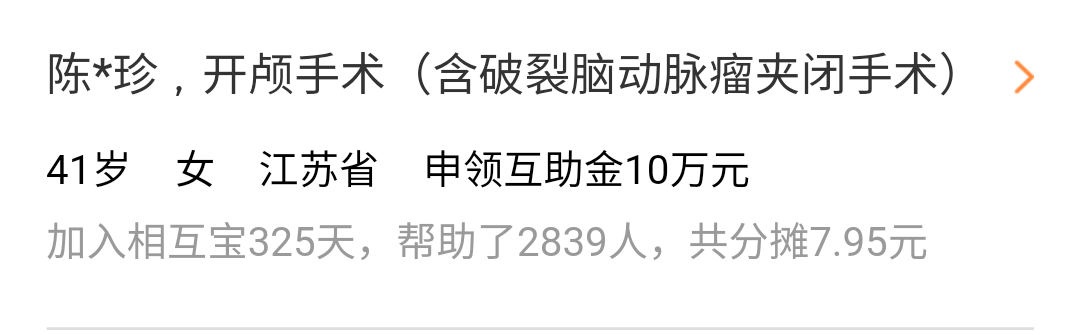 陈*珍，开颅手术（含破裂脑动脉瘤夹闭手术）
41岁 女 江苏省 申领互助金10万元
加入相互宝325天，帮助了2839人，共分摊7.95元